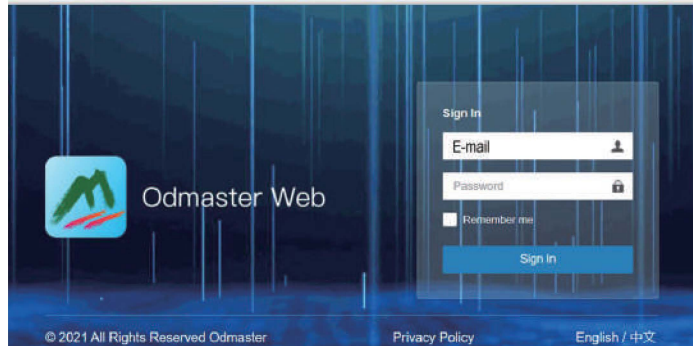 Sign In
E-mail
Password
Odmaster Web
Remember me
Sign In
© 2021 All Rights Reserved Odmaster
Privacy Policy
English / 中文